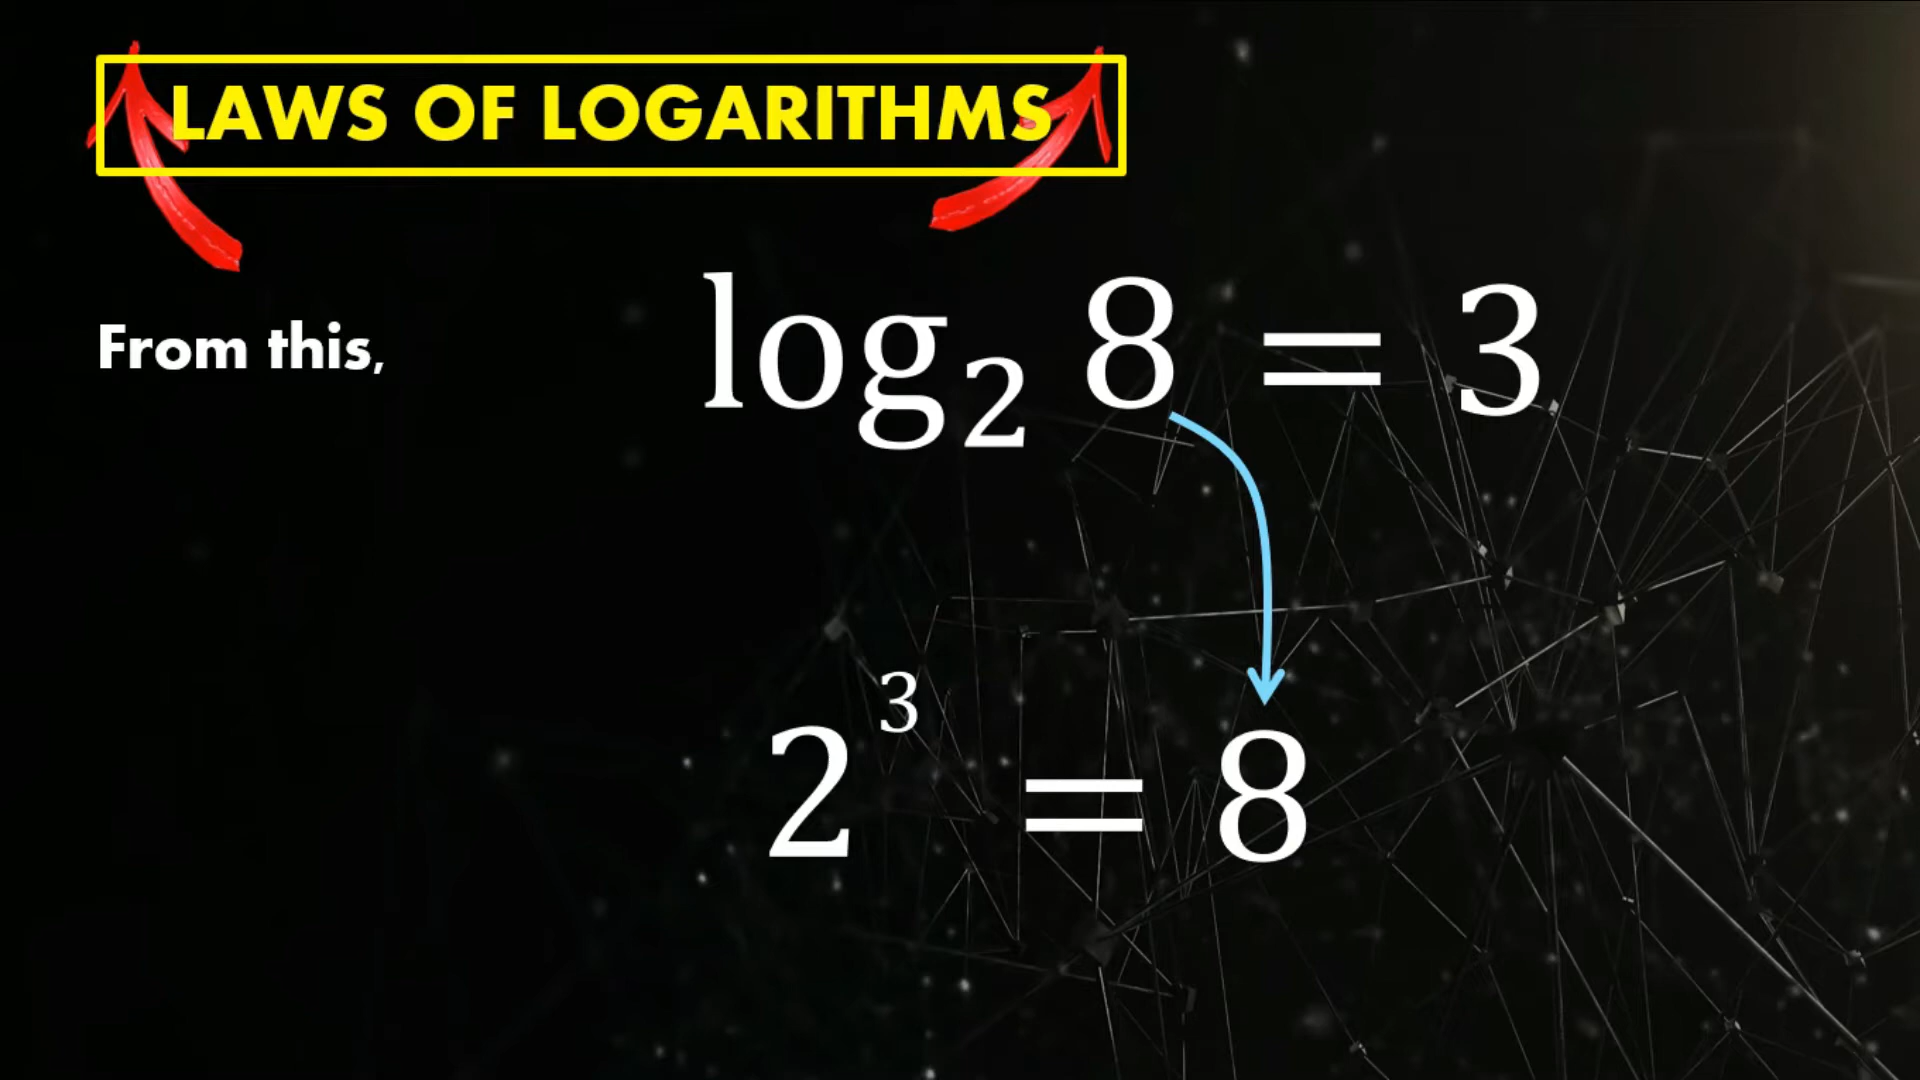 LAWS OF LOGARITHMS
From this,
log₂ 8 = 3
2³ = 8